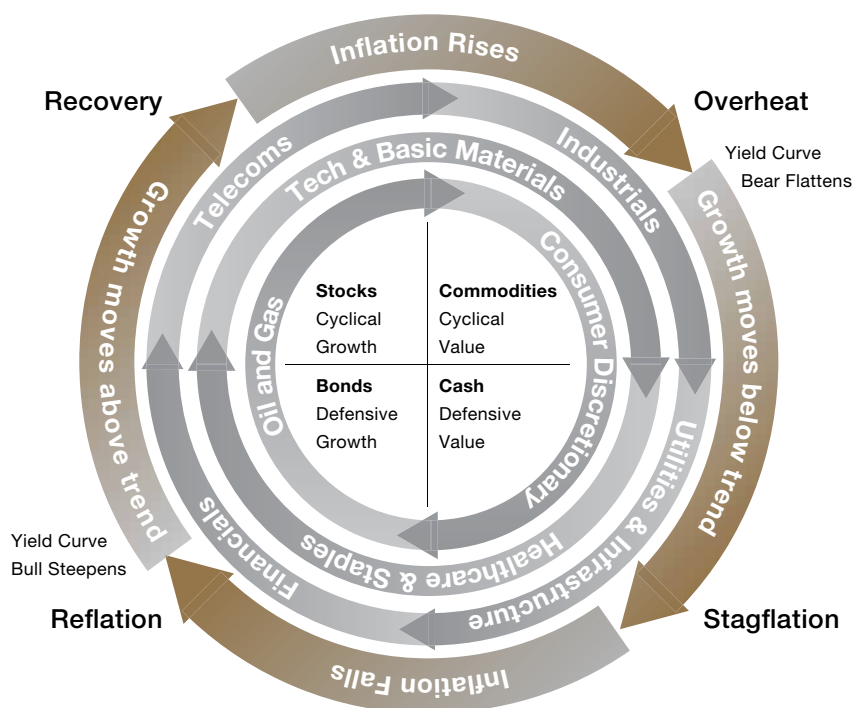 Inflation Rises
Recovery
Overheat
Yield Curve
Bear Flattens
Telecoms
Tech & Basic Materials
Industrials
Growth moves above trend
Growth moves below trend
Oil and Gas
Consumer Discretionary
Stocks
Cyclical
Growth
Commodities
Cyclical
Value
Bonds
Defensive
Growth
Cash
Defensive
Value
Financials
Healthcare & Staples
Utilities & Infrastructure
Yield Curve
Bull Steepens
Reflation
Stagflation
Inflation Falls